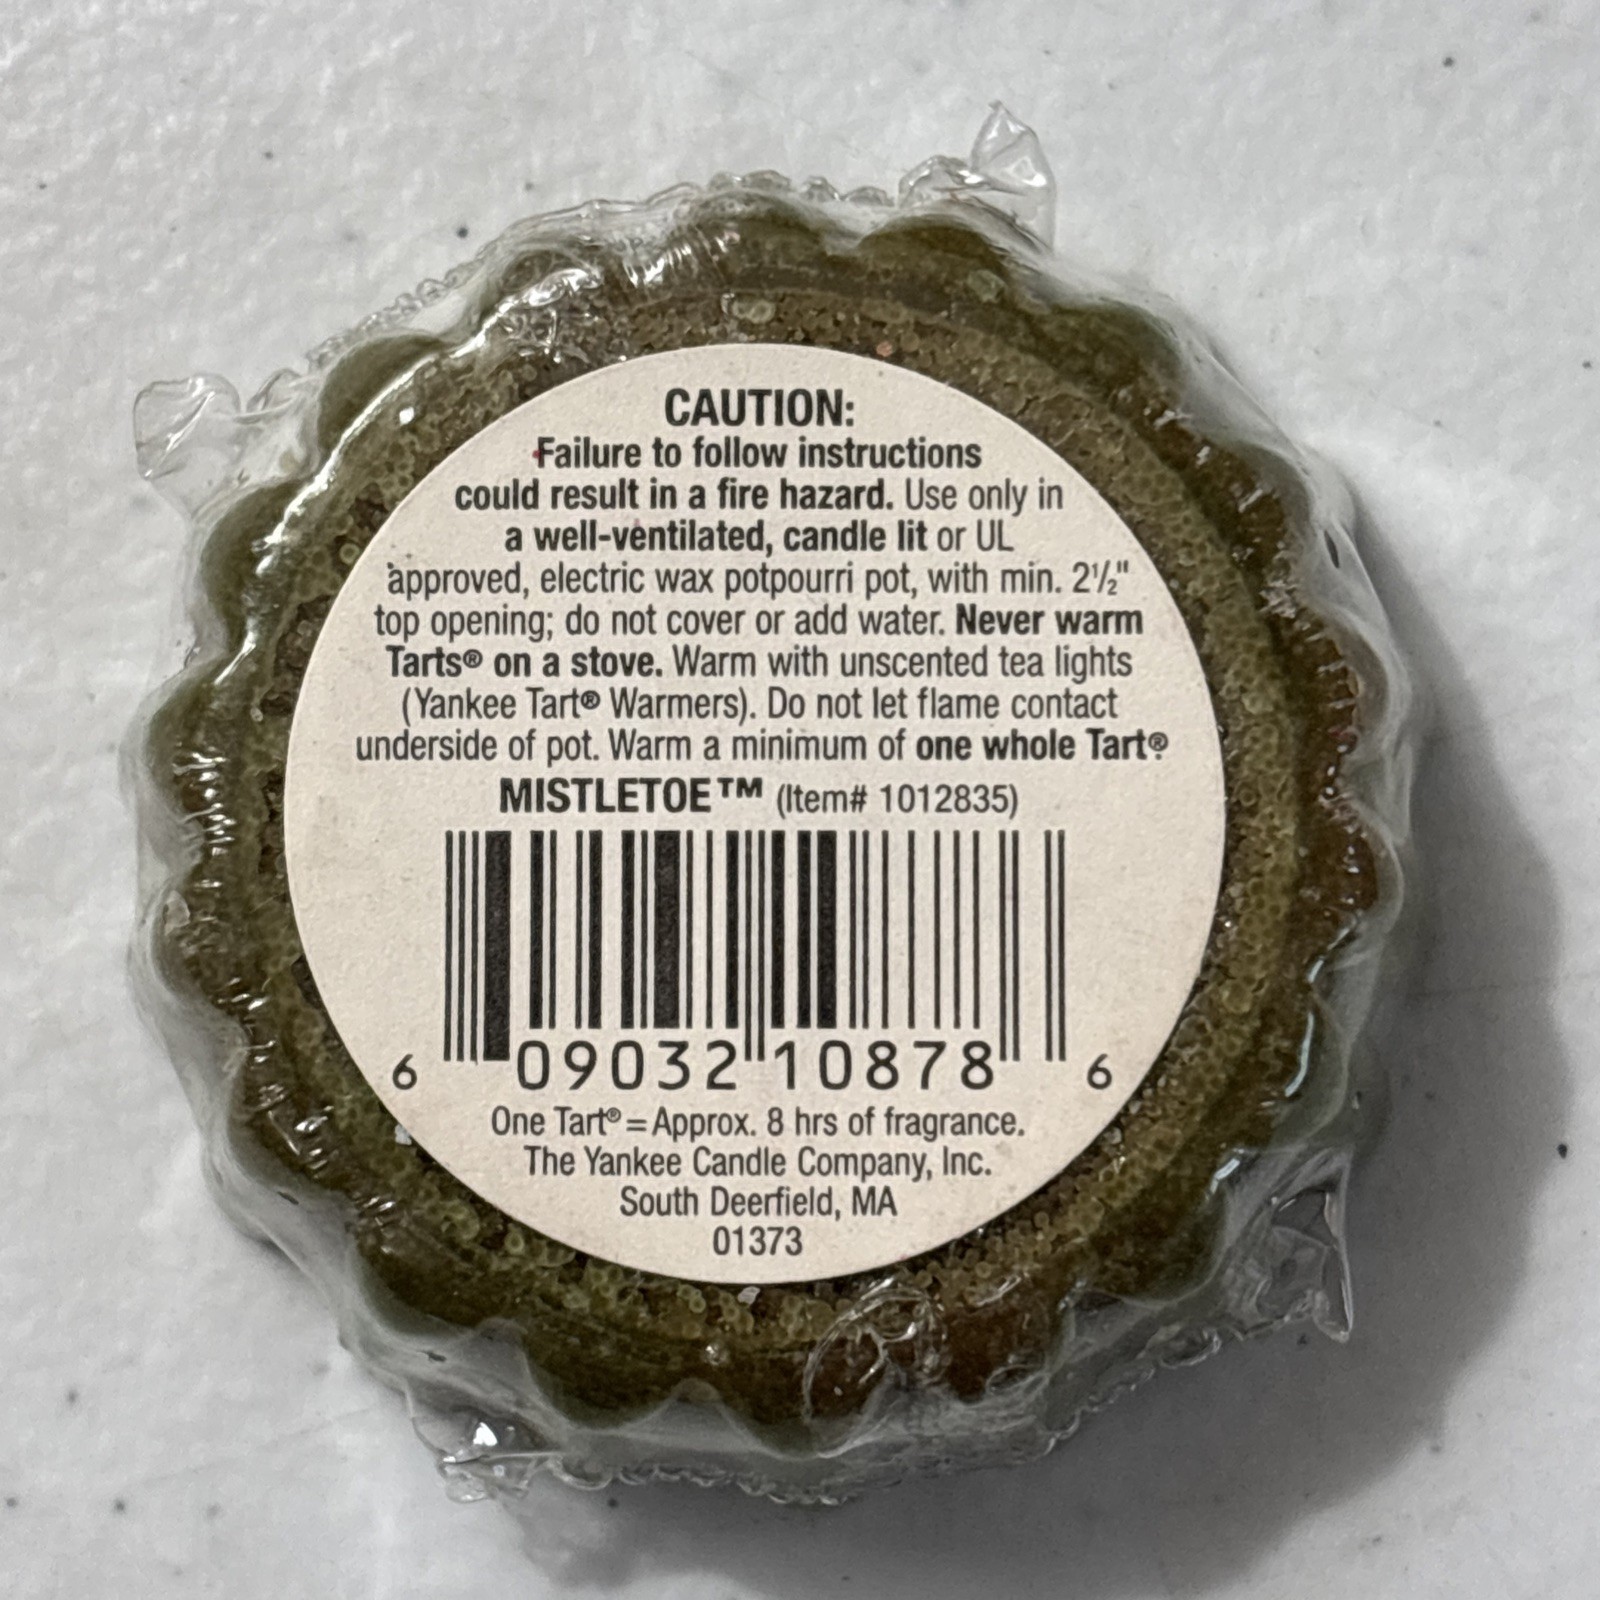 CAUTION:
Failure to follow instructions
could result in a fire hazard. Use only in
a well-ventilated, candle lit or UL
approved, electric wax potpourri pot, with min. 2½"
top opening; do not cover or add water. Never warm
Tarts® on a stove. Warm with unscented tea lights
(Yankee Tart® Warmers). Do not let flame contact
underside of pot. Warm a minimum of one whole Tart®.
MISTLETOE™ (Item# 1012835)
6 09032 10878 6
One Tart® = Approx. 8 hrs of fragrance.
The Yankee Candle Company, Inc.
South Deerfield, MA
01373